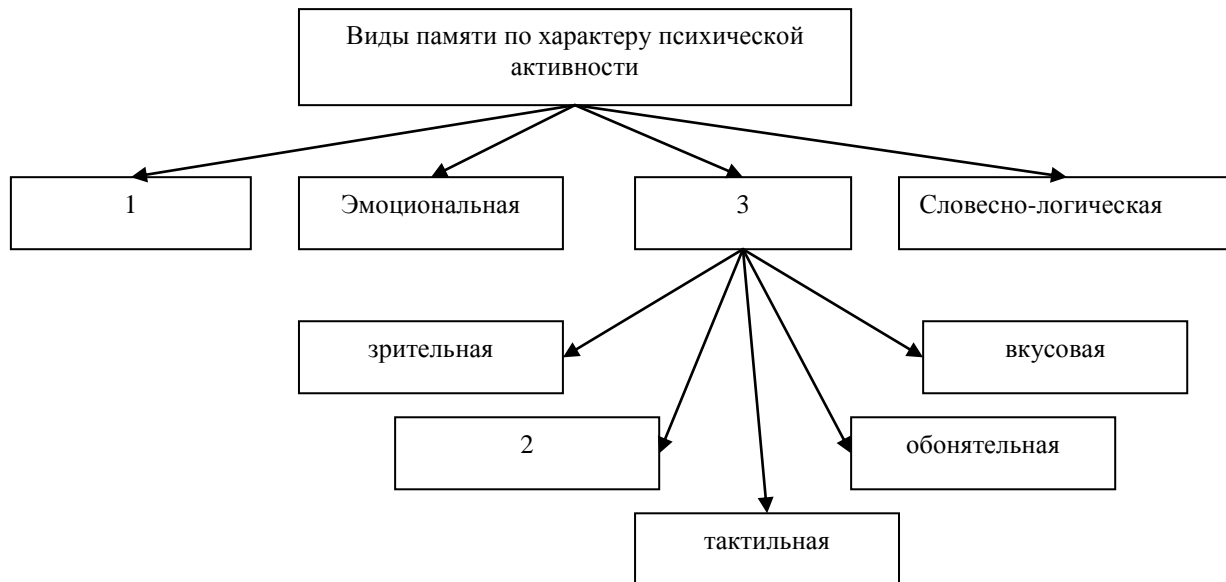 Виды памяти по характеру психической
активности
1
Эмоциональная
3
Словесно-логическая
зрительная
вкусовая
2
обонятельная
тактильная